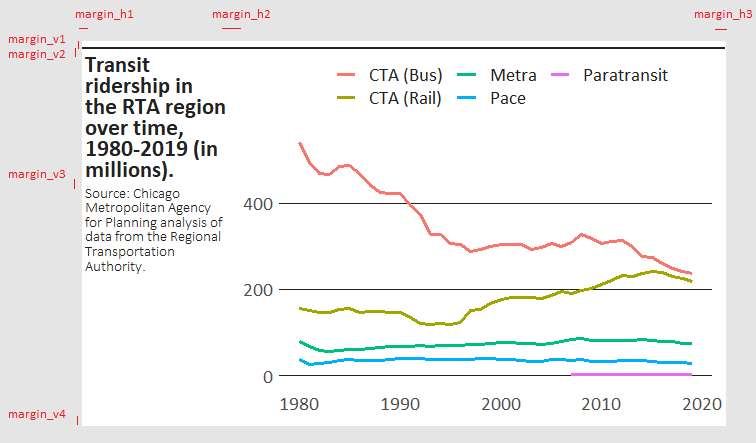 margin_h1
margin_h2
margin_h3
margin_v1
margin_v2
Transit
ridership in
the RTA region
over time,
1980-2019 (in
millions).
margin_v3
Source: Chicago
Metropolitan Agency
for Planning analysis of
data from the Regional
Transportation
Authority.
margin_v4
CTA (Bus)
Metra
Paratransit
CTA (Rail)
Pace
400
200
0
1980
1990
2000
2010
2020